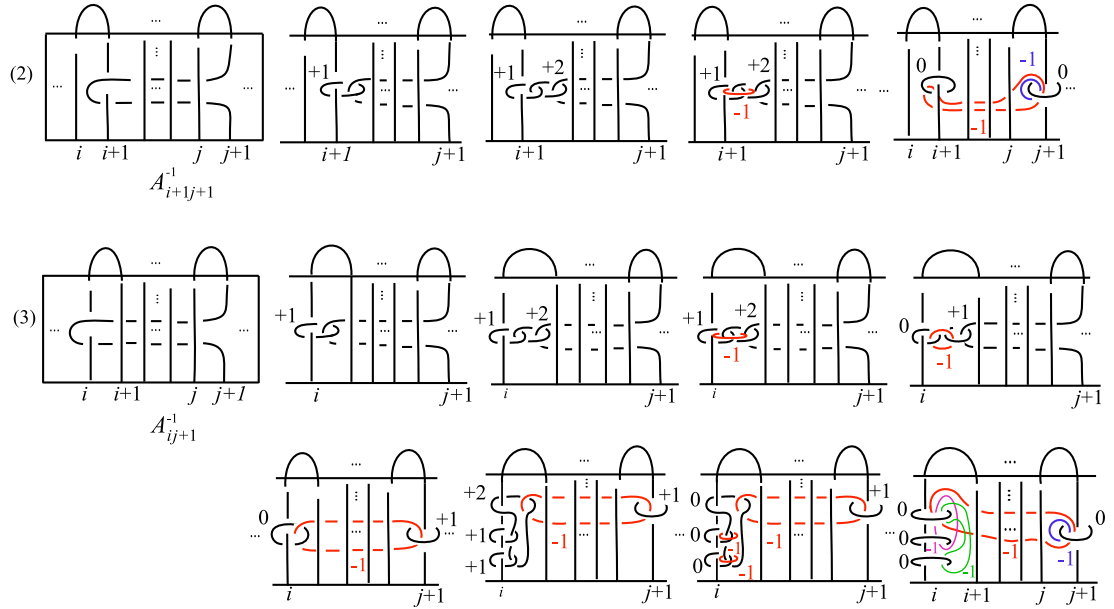 ... ... ... ... ...
(2) ... ... ... +1 ... ... +1 +2 ... ... +1 +2 ... ... 0 ... -1 0 ...
-1 -1
i i+1 j j+1 i+1 j+1 i+1 j+1 i+1 j+1 i i+1 j j+1
A⁻¹ᵢ₊₁ⱼ₊₁
... ... ... ... ...
(3) ... ... ... +1 ... ... +1 +2 ... ... +1 +2 ... ... 0 +1 ... ...
-1 -1
i i+1 j j+1 i j+1 i j+1 i j+1 i j+1
A⁻¹ᵢⱼ₊₁
... ... ... ...
0 ... +1 +2 ... +1 0 ... +1 0 ... 0
... ... +1 -1 ... ... 0 -1 -1 ... ... 0 -1 ... -1 -1
-1 +1 0 -1 0 -1
i j+1 i j+1 i j+1 i i+1 j j+1